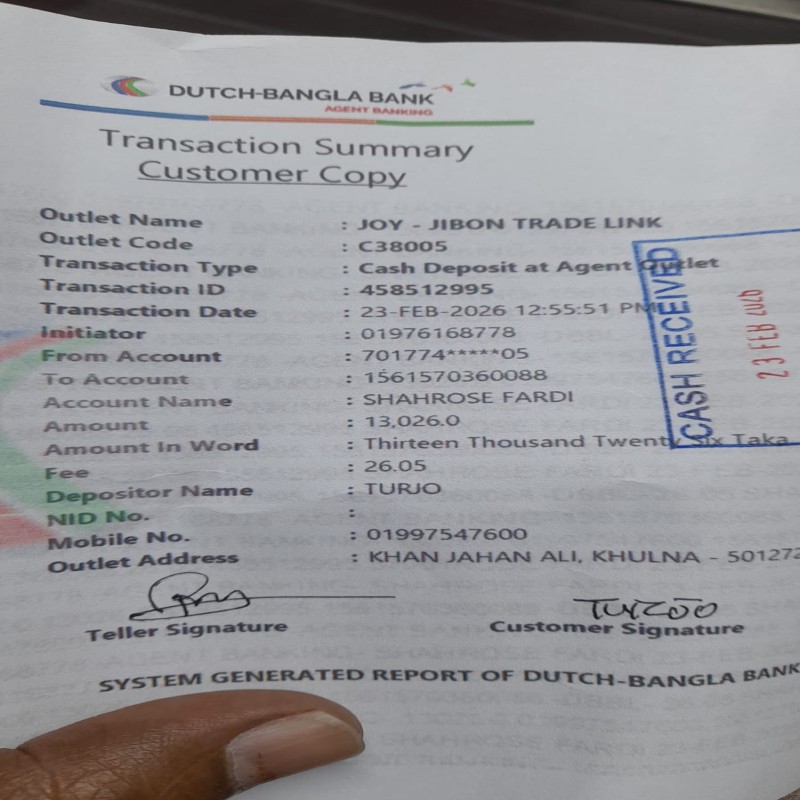 DUTCH-BANGLA BANK
AGENT BANKING
Transaction Summary
Customer Copy
Outlet Name : JOY - JIBON TRADE LINK
Outlet Code : C38005
Transaction Type : Cash Deposit at Agent Outlet
Transaction ID : 458512995
Transaction Date : 23-FEB-2026 12:55:51 PM
Initiator : 01976168778
From Account : 701774*****05
To Account : 1561570360088
Account Name : SHAHROSE FARDI
Amount : 13,026.0
Amount In Word : Thirteen Thousand Twenty Six Taka
Fee : 26.05
Depositor Name : TURJO
NID No. :
Mobile No. : 01997547600
Outlet Address : KHAN JAHAN ALI, KHULNA - 501272
CASH RECEIVED
23 FEB 2026
Teller Signature
Customer Signature
SYSTEM GENERATED REPORT OF DUTCH-BANGLA BANK